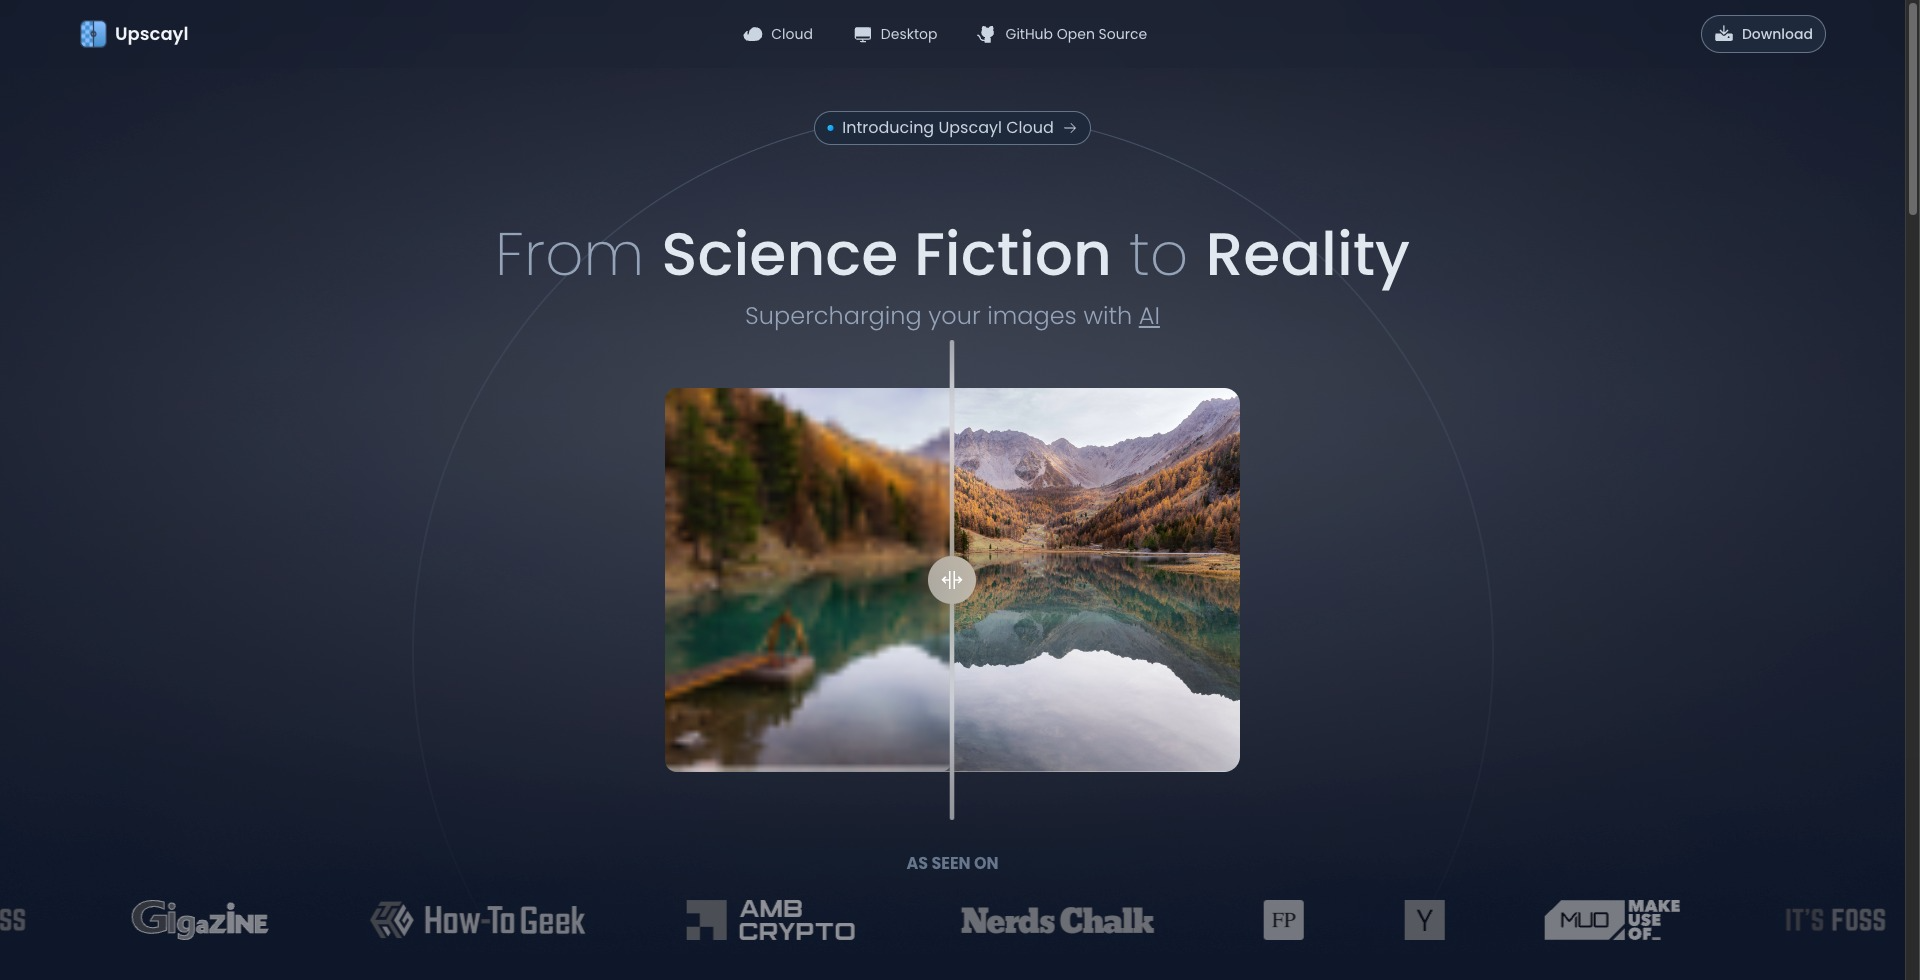 Upscayl
Cloud
Desktop
GitHub Open Source
Download
Introducing Upscayl Cloud →
From Science Fiction to Reality
Supercharging your images with AI
AS SEEN ON
SS
GigaZiNE
How-To Geek
AMB
CRYPTO
Nerds Chalk
FP
Y
MUO
MAKE
USE
OF_
IT'S FOSS